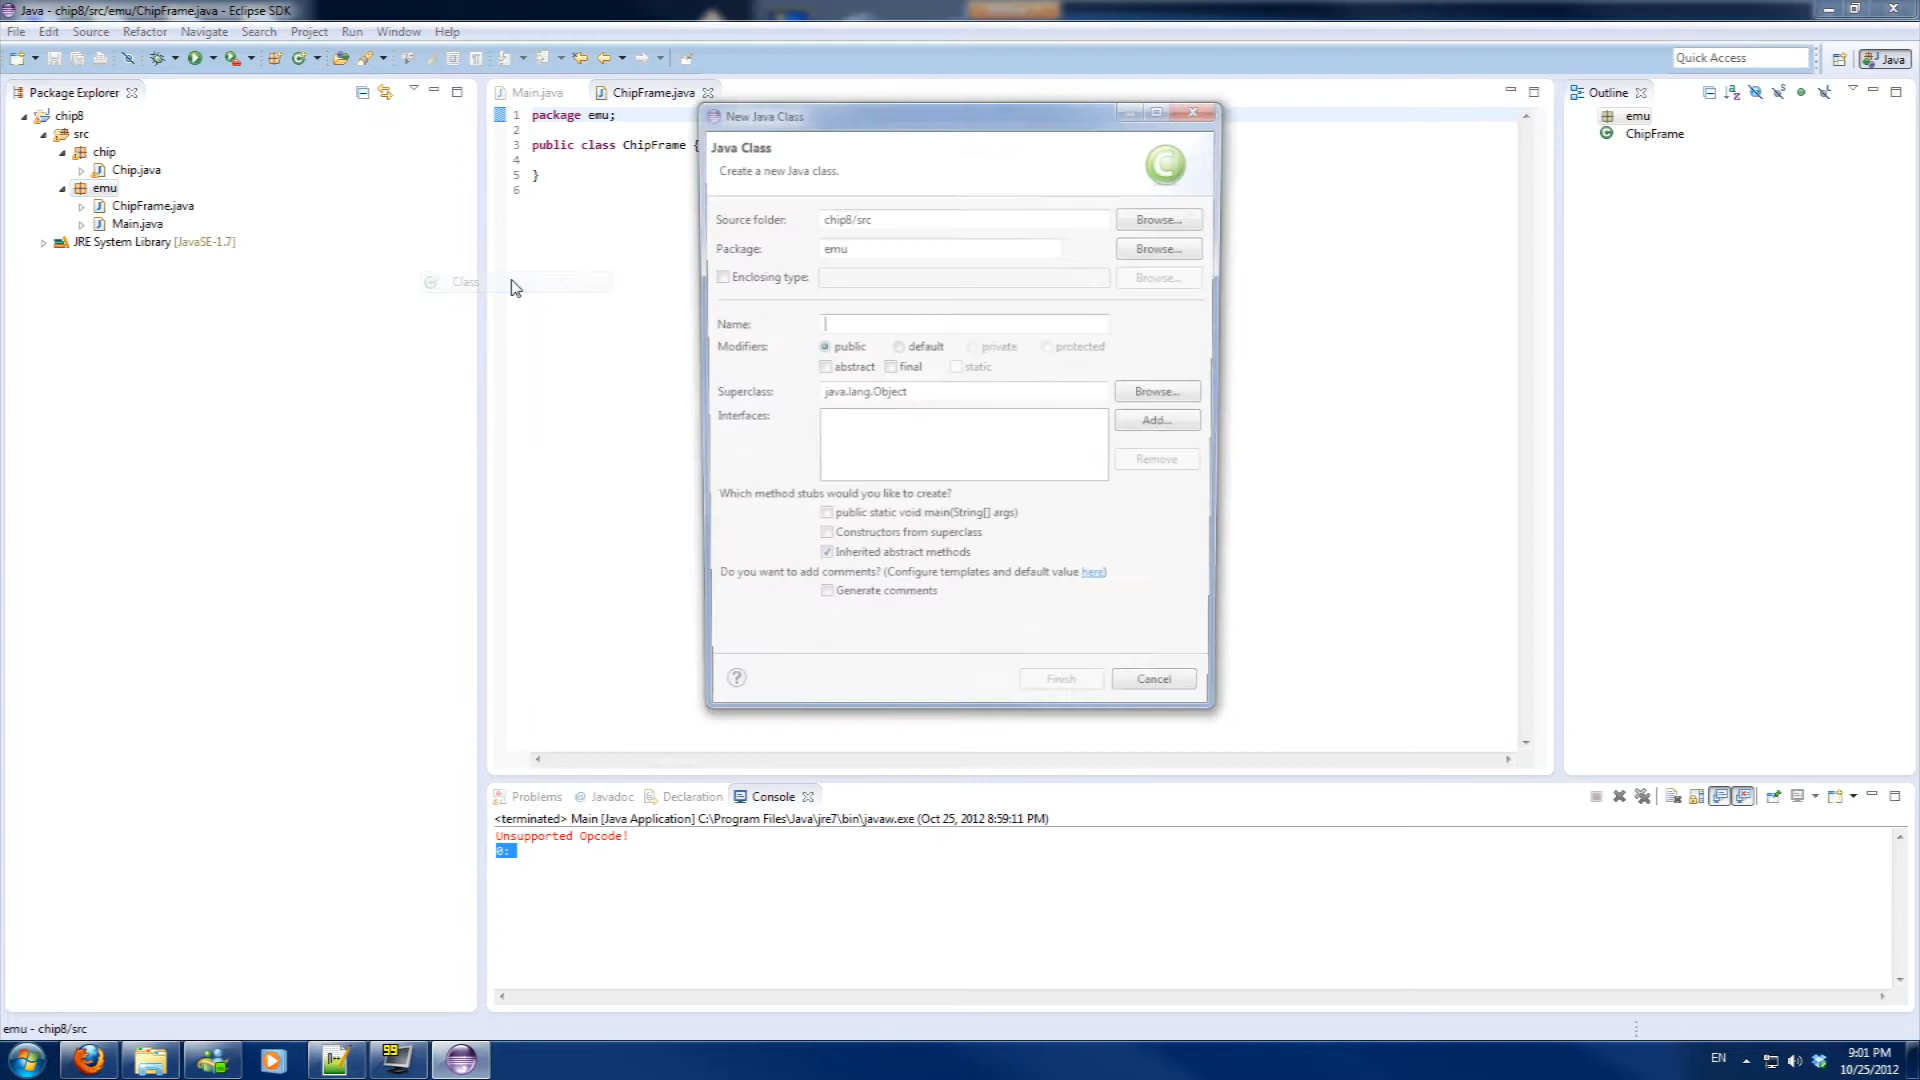 Java - chip8/src/emu/ChipFrame.java - Eclipse SDK
File Edit Source Refactor Navigate Search Project Run Window Help
Quick Access
Java
Package Explorer
chip8
src
chip
Chip.java
emu
ChipFrame.java
Main.java
JRE System Library [JavaSE-1.7]
Class
Main.java
ChipFrame.java
1 package emu;
2
3 public class ChipFrame {
4
5 }
6
New Java Class
Java Class
Create a new Java class.
C
Source folder: chip8/src Browse...
Package: emu Browse...
Enclosing type: Browse...
Name:
Modifiers: public default private protected
abstract final static
Superclass: java.lang.Object Browse...
Interfaces: Add...
Remove
Which method stubs would you like to create?
public static void main(String[] args)
Constructors from superclass
Inherited abstract methods
Do you want to add comments? (Configure templates and default value here)
Generate comments
? Finish Cancel
Outline
emu
ChipFrame
Problems @ Javadoc Declaration Console
<terminated> Main [Java Application] C:\Program Files\Java\jre7\bin\javaw.exe (Oct 25, 2012 8:59:11 PM)
Unsupported Opcode!
0:
emu - chip8/src
99
EN
9:01 PM
10/25/2012